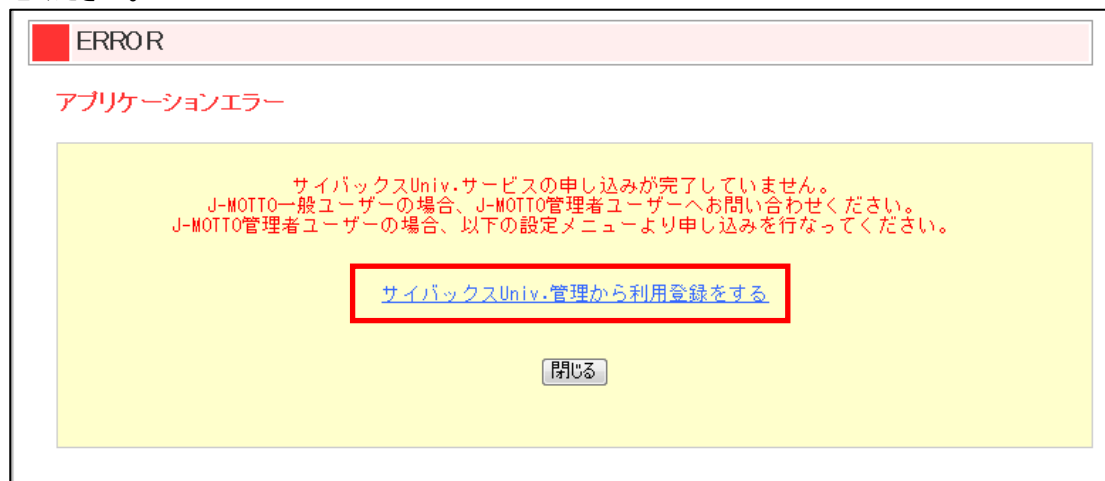 ERROR
アプリケーションエラー
サイバックスUniv.サービスの申し込みが完了していません。
J-MOTTO一般ユーザーの場合、J-MOTTO管理者ユーザーへお問い合わせください。
J-MOTTO管理者ユーザーの場合、以下の設定メニューより申し込みを行なってください。
サイバックスUniv.管理から利用登録をする
閉じる